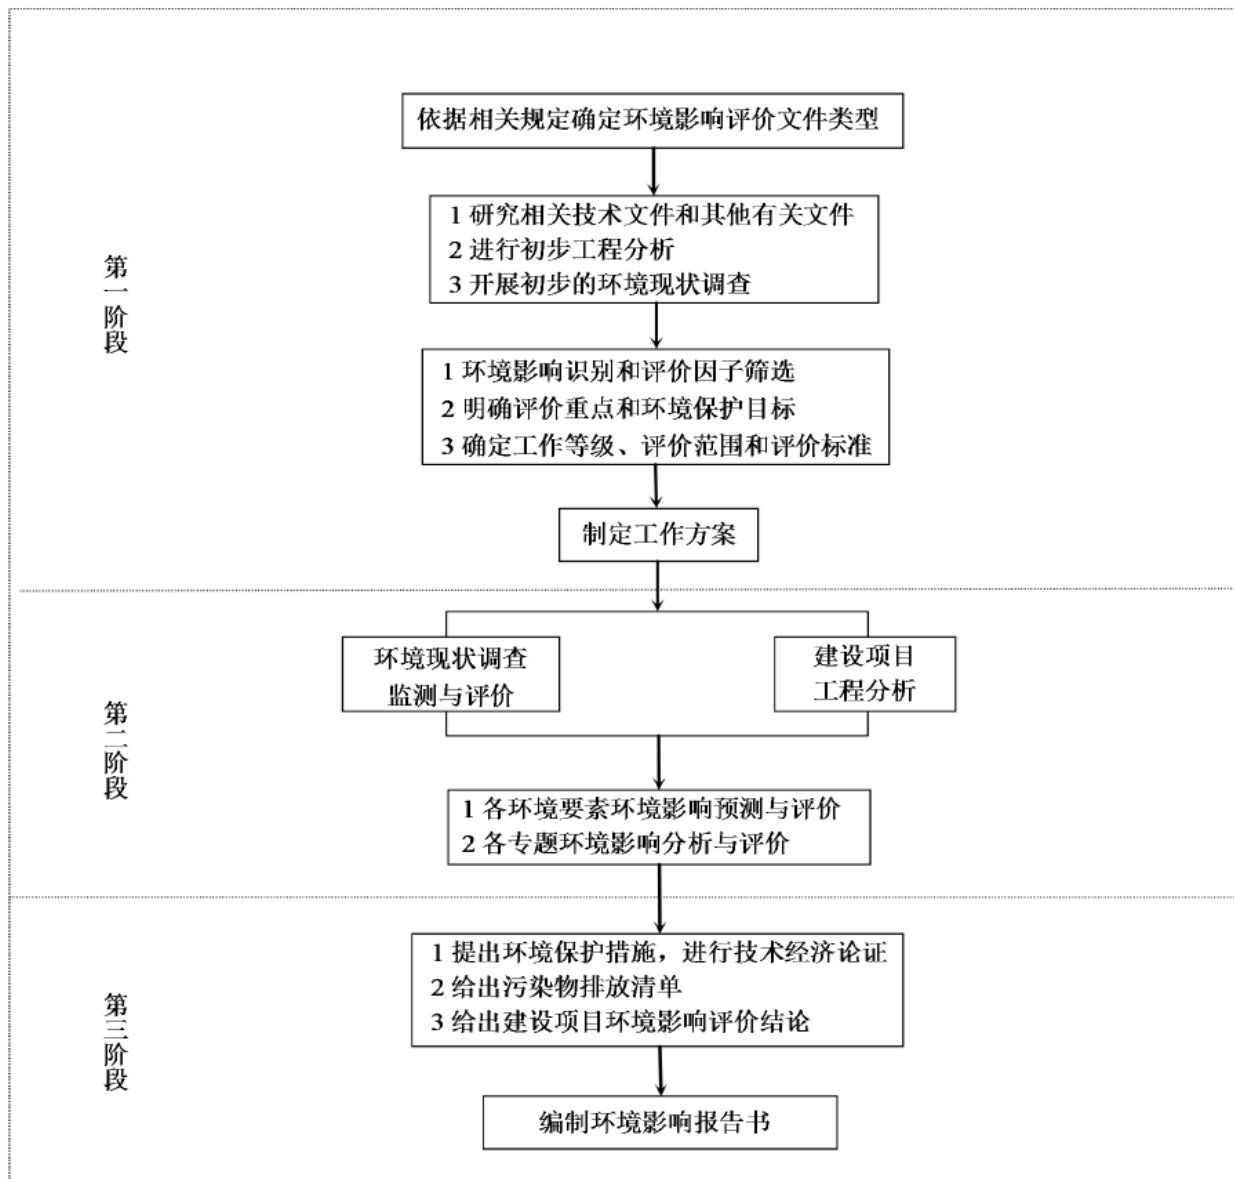 依据相关规定确定环境影响评价文件类型
1 研究相关技术文件和其他有关文件
2 进行初步工程分析
3 开展初步的环境现状调查
第一阶段
1 环境影响识别和评价因子筛选
2 明确评价重点和环境保护目标
3 确定工作等级、评价范围和评价标准
制定工作方案
环境现状调查
监测与评价
建设项目
工程分析
第二阶段
1 各环境要素环境影响预测与评价
2 各专题环境影响分析与评价
1 提出环境保护措施，进行技术经济论证
2 给出污染物排放清单
3 给出建设项目环境影响评价结论
第三阶段
编制环境影响报告书